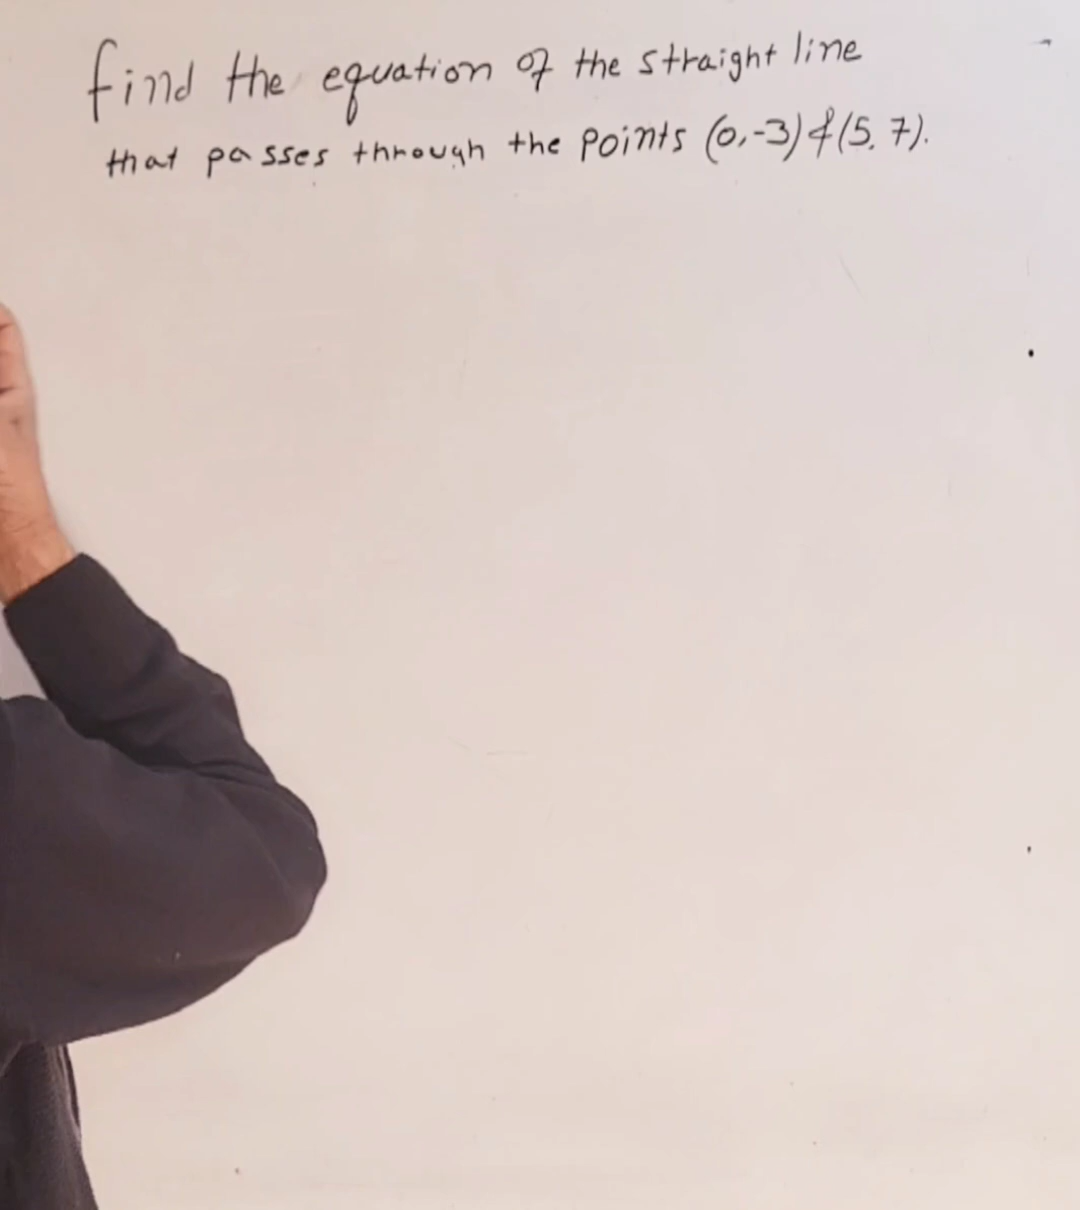 find the equation of the straight line
that passes through the points (0,-3) & (5,7).